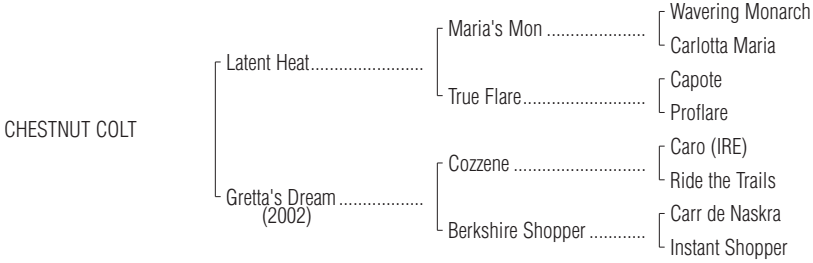 Wavering Monarch
Maria's Mon ......................
Carlotta Maria
Latent Heat.......................
Capote
True Flare.........................
Proflare
CHESTNUT COLT
Caro (IRE)
Cozzene ...........................
Ride the Trails
Gretta's Dream ..................
(2002)
Carr de Naskra
Berkshire Shopper ............
Instant Shopper